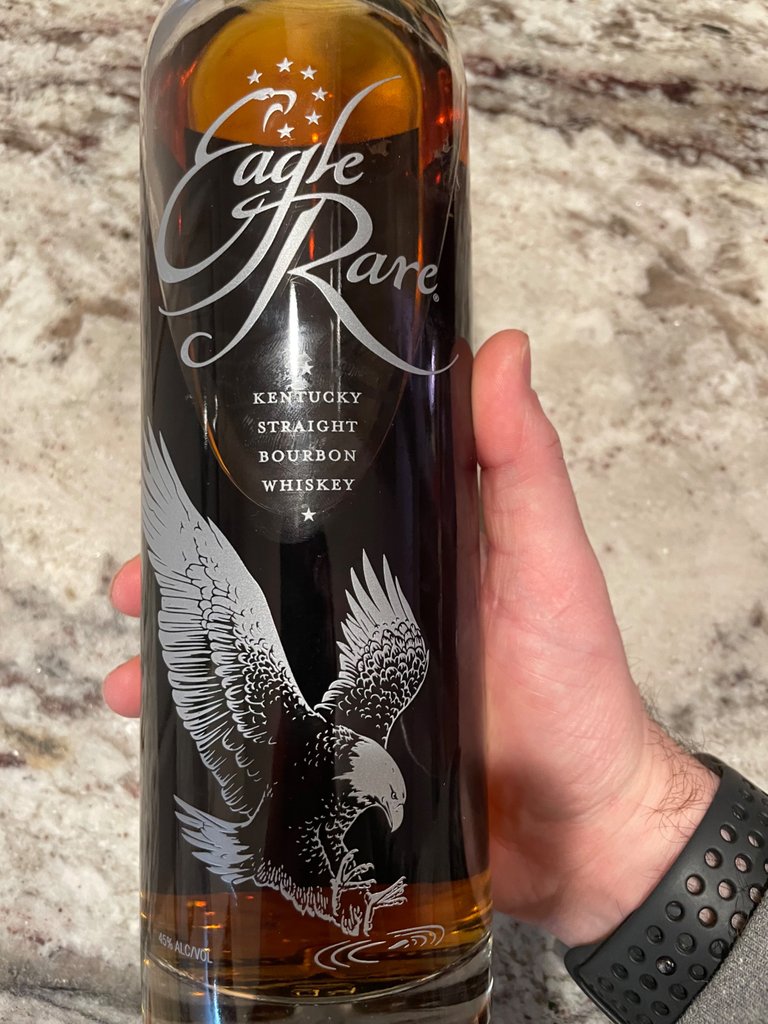 Eagle
Rare®
KENTUCKY
STRAIGHT
BOURBON
WHISKEY
45% ALC/VOL